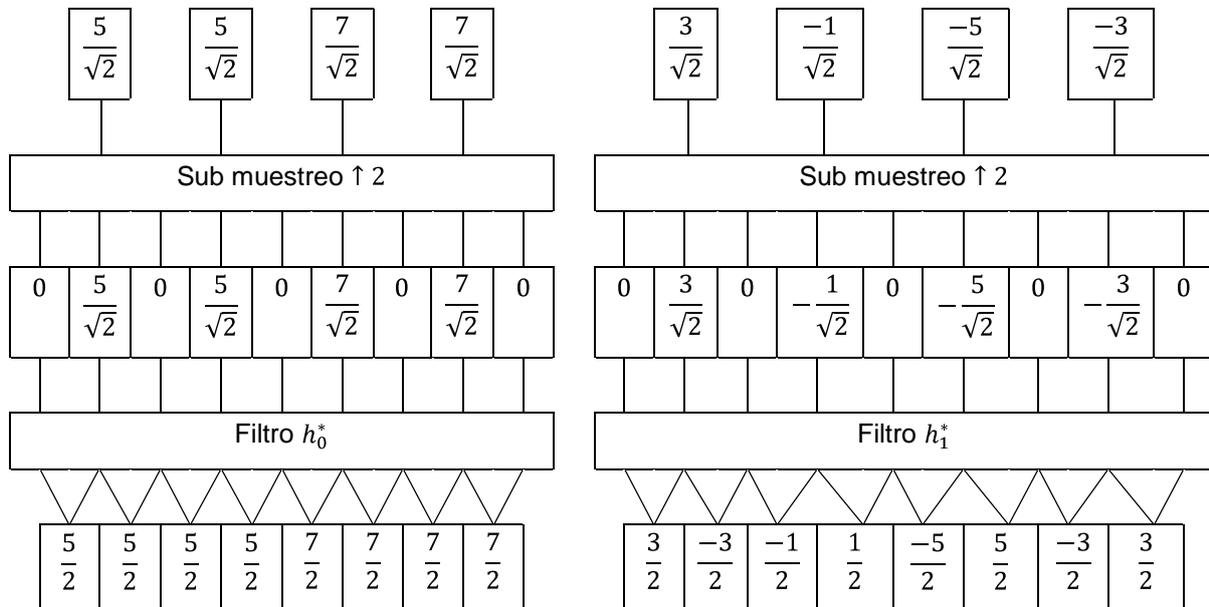 5/√2 5/√2 7/√2 7/√2 3/√2 −1/√2 −5/√2 −3/√2
Sub muestreo ↑ 2 Sub muestreo ↑ 2
0 5/√2 0 5/√2 0 7/√2 0 7/√2 0 0 3/√2 0 −1/√2 0 −5/√2 0 −3/√2 0
Filtro h₀* Filtro h₁*
5/2 5/2 5/2 5/2 7/2 7/2 7/2 7/2 3/2 −3/2 −1/2 1/2 −5/2 5/2 −3/2 3/2